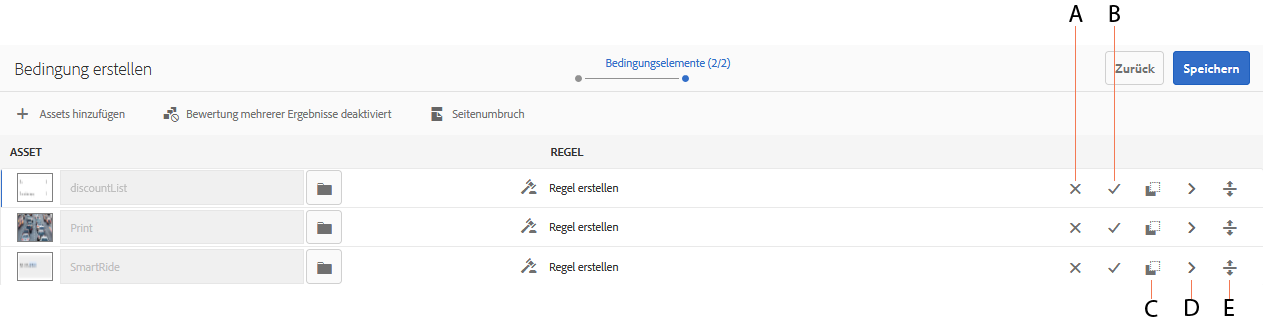 A B
Bedingung erstellen
Bedingungselemente (2/2)
Zurück Speichern
Assets hinzufügen Bewertung mehrerer Ergebnisse deaktiviert Seitenumbruch
ASSET REGEL
discountList Regel erstellen
Print Regel erstellen
SmartRide Regel erstellen
C D E